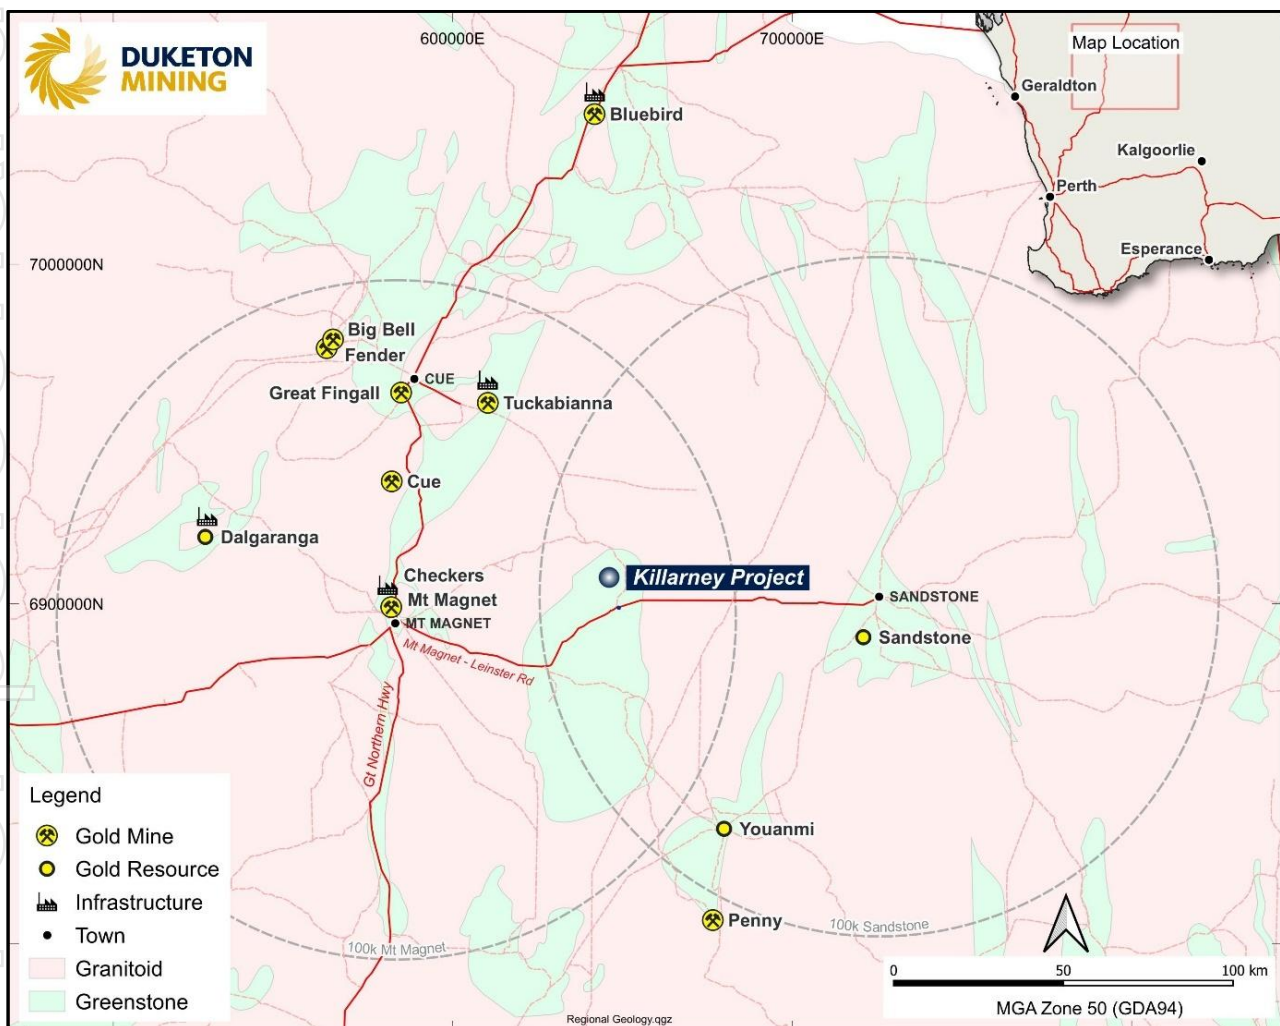 DUKETON
MINING
600000E
700000E
Map Location
Geraldton
Kalgoorlie
Perth
Esperance
Bluebird
7000000N
Big Bell
Fender
CUE
Great Fingall
Tuckabianna
Cue
Dalgaranga
Checkers
Killarney Project
6900000N
Mt Magnet
SANDSTONE
MT MAGNET
Sandstone
Mt Magnet - Leinster Rd
Gt Northern Hwy
Youanmi
Penny
100k Mt Magnet
100k Sandstone
Legend
Gold Mine
Gold Resource
Infrastructure
Town
Granitoid
Greenstone
0 50 100 km
MGA Zone 50 (GDA94)
Regional Geology.qgz